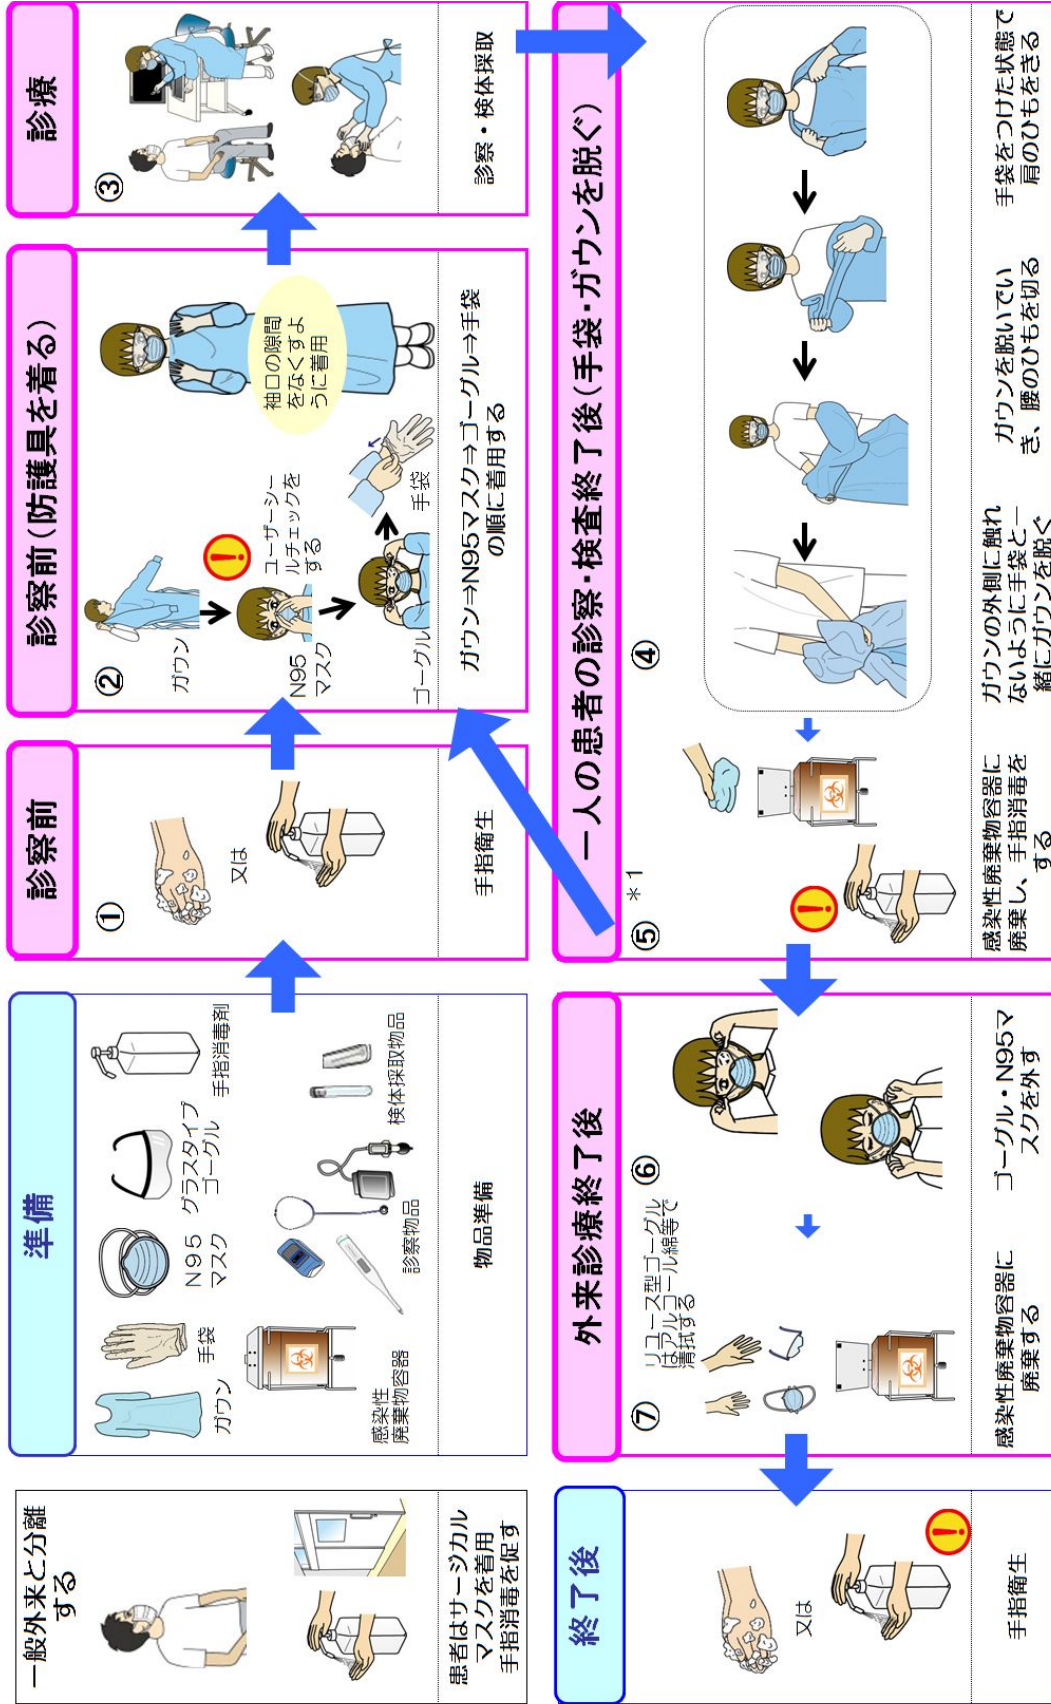 一般外来と分離
する
患者はサージカル
マスクを着用
手指消毒を促す
準備
ガウン
手袋
N95
マスク
グラスタイプ
ゴーグル
手指消毒剤
感染性
廃棄物容器
診察物品
検体採取物品
物品準備
診察前
①
又は
手指衛生
診察前(防護具を着る)
②
ガウン
N95
マスク
ユーザーシー
ルチェックを
する
ゴーグル
手袋
袖口の隙間
をなくすよ
うに着用
ガウン⇒N95マスク⇒ゴーグル⇒手袋
の順に着用する
診療
③
診察・検体採取
一人の患者の診察・検査終了後(手袋・ガウンを脱ぐ)
④
手袋をつけた状態で
肩のひもをきる
ガウンを脱いでい
き、腰のひもを切る
ガウンの外側に触れ
ないように手袋と一
緒にガウンを脱ぐ
⑤
*1
感染性廃棄物容器に
廃棄し、手指消毒を
する
外来診療終了後
⑥
ゴーグル・N95マ
スクを外す
⑦
リユース型ゴーグル
はアルコール綿等で
清拭する
感染性廃棄物容器に
廃棄する
終了後
又は
手指衛生